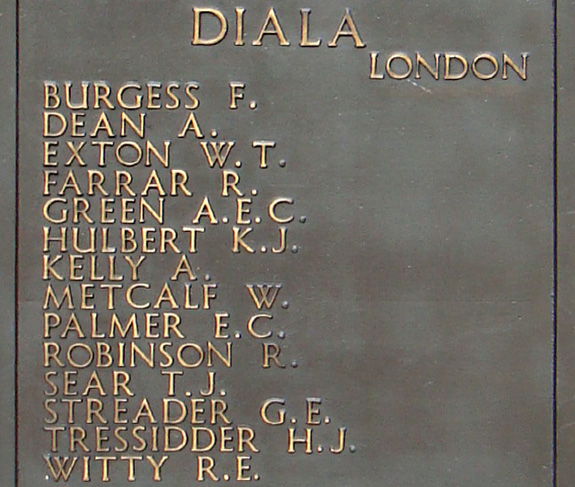 DIALA
LONDON
BURGESS F.
DEAN A.
EXTON W.T.
FARRAR R.
GREEN A.E.C.
HULBERT K.J.
KELLY A.
METCALF W.
PALMER E.C.
ROBINSON R.
SEAR T.J.
STREADER G.E.
TRESSIDDER H.J.
WITTY R.E.